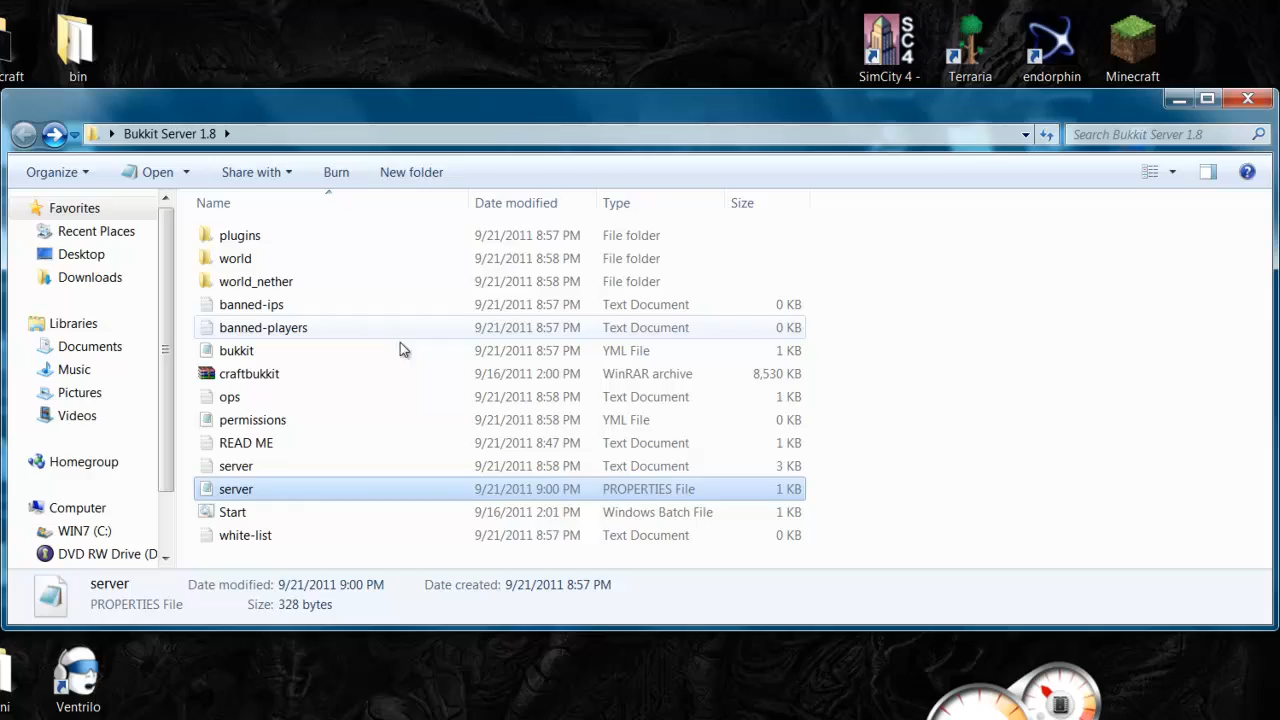 craft
bin
SC4
SimCity 4 -
Terraria
endorphin
Minecraft
Bukkit Server 1.8
Search Bukkit Server 1.8
Organize Open Share with Burn New folder
Favorites
Recent Places
Desktop
Downloads
Libraries
Documents
Music
Pictures
Videos
Homegroup
Computer
WIN7 (C:)
DVD RW Drive (D
Name Date modified Type Size
plugins 9/21/2011 8:57 PM File folder
world 9/21/2011 8:58 PM File folder
world_nether 9/21/2011 8:58 PM File folder
banned-ips 9/21/2011 8:57 PM Text Document 0 KB
banned-players 9/21/2011 8:57 PM Text Document 0 KB
bukkit 9/21/2011 8:57 PM YML File 1 KB
craftbukkit 9/16/2011 2:00 PM WinRAR archive 8,530 KB
ops 9/21/2011 8:58 PM Text Document 1 KB
permissions 9/21/2011 8:58 PM YML File 0 KB
READ ME 9/21/2011 8:47 PM Text Document 1 KB
server 9/21/2011 8:58 PM Text Document 3 KB
server 9/21/2011 9:00 PM PROPERTIES File 1 KB
Start 9/16/2011 2:01 PM Windows Batch File 1 KB
white-list 9/21/2011 8:57 PM Text Document 0 KB
server Date modified: 9/21/2011 9:00 PM Date created: 9/21/2011 8:57 PM
PROPERTIES File Size: 328 bytes
ni
Ventrilo